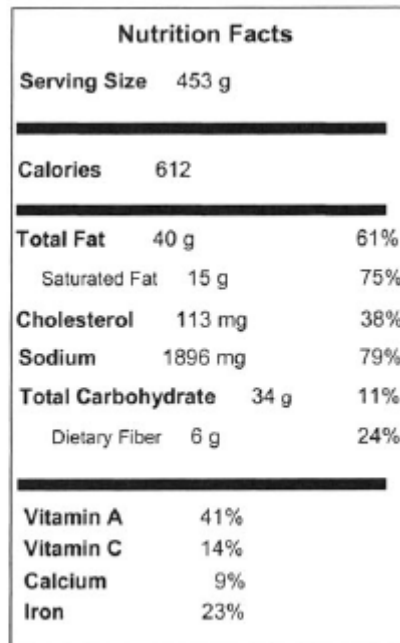 Nutrition Facts
Serving Size 453 g
Calories 612
Total Fat 40 g 61%
Saturated Fat 15 g 75%
Cholesterol 113 mg 38%
Sodium 1896 mg 79%
Total Carbohydrate 34 g 11%
Dietary Fiber 6 g 24%
Vitamin A 41%
Vitamin C 14%
Calcium 9%
Iron 23%